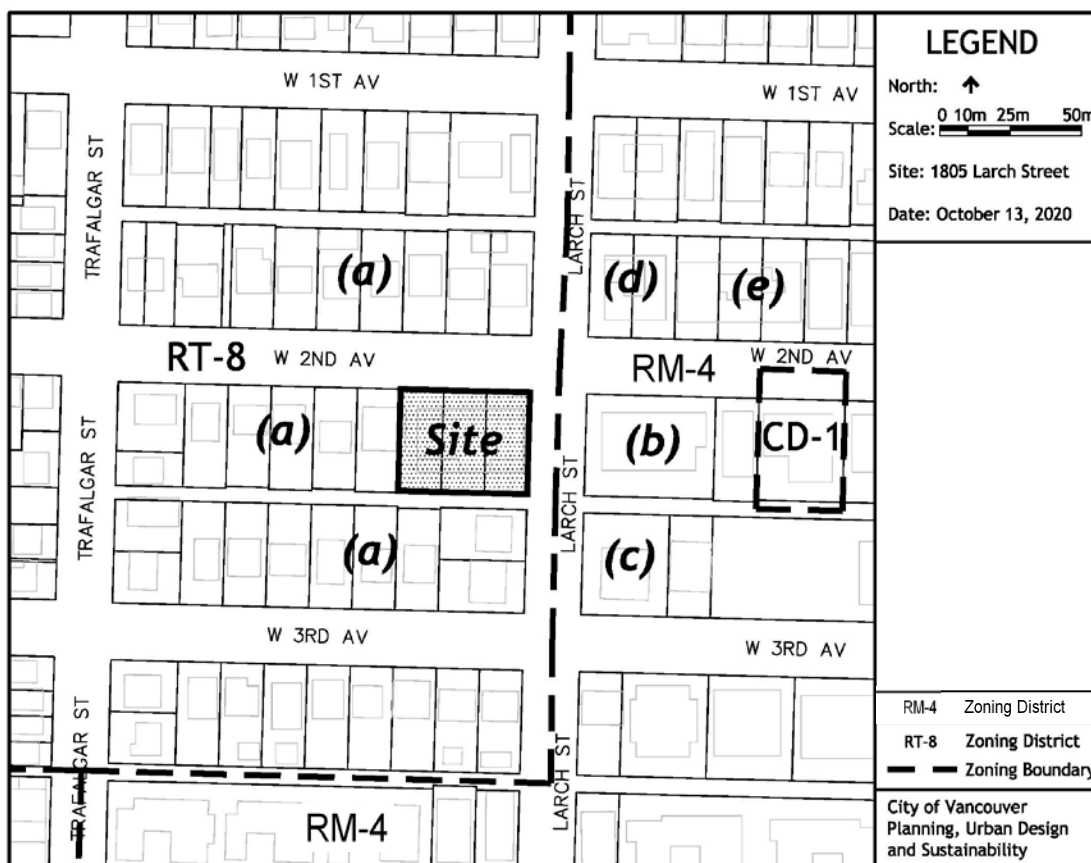 W 1ST AV
W 1ST AV
TRAFALGAR ST
LARCH ST
(a)
(d)
(e)
RT-8
W 2ND AV
RM-4
W 2ND AV
TRAFALGAR ST
(a)
Site
(b)
CD-1
LARCH ST
(a)
(c)
W 3RD AV
W 3RD AV
TRAFALGAR ST
LARCH ST
RM-4
LEGEND
North:
Scale: 0 10m 25m 50m
Site: 1805 Larch Street
Date: October 13, 2020
RM-4 Zoning District
RT-8 Zoning District
Zoning Boundary
City of Vancouver
Planning, Urban Design
and Sustainability